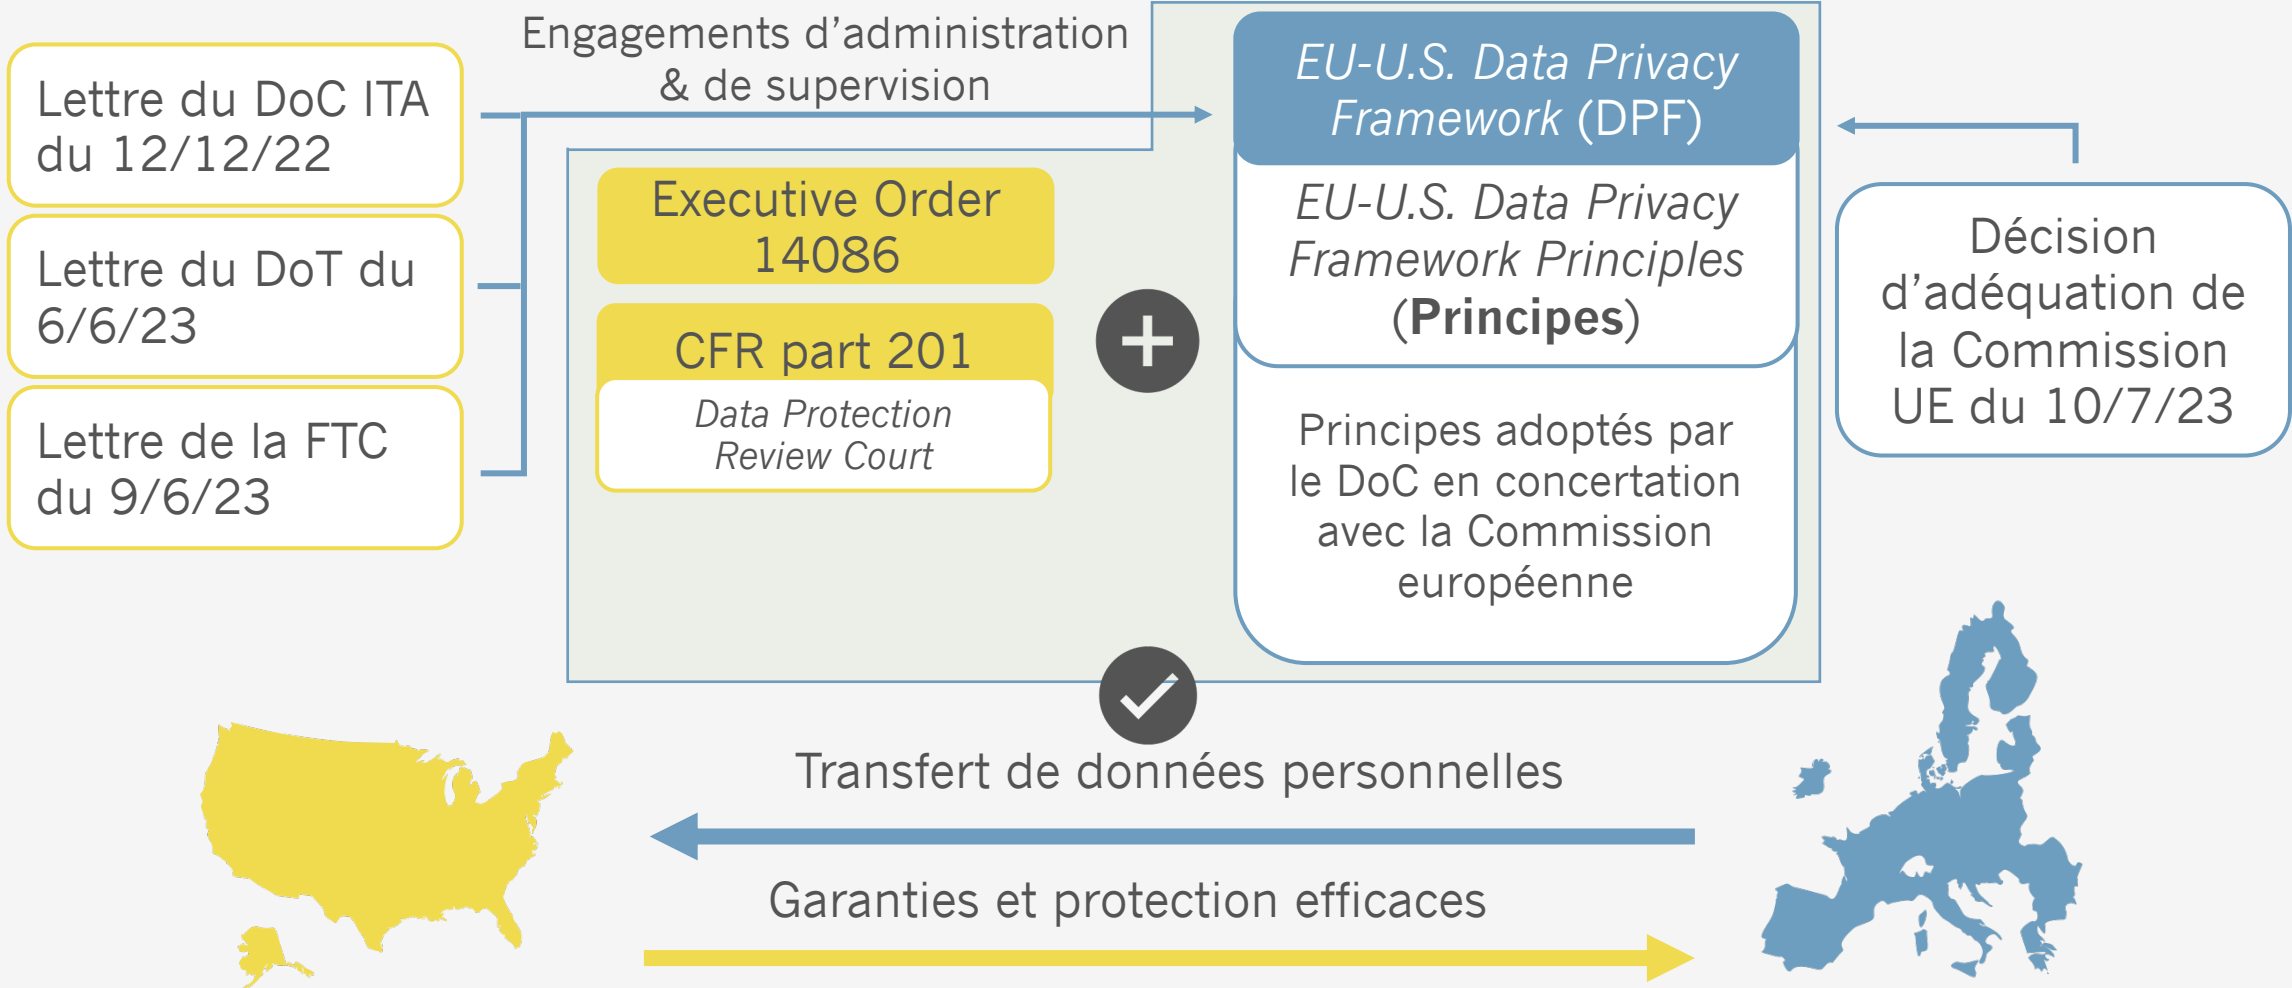 Engagements d’administration
& de supervision
Lettre du DoC ITA
du 12/12/22
Lettre du DoT du
6/6/23
Lettre de la FTC
du 9/6/23
Executive Order
14086
CFR part 201
Data Protection
Review Court
EU-U.S. Data Privacy
Framework (DPF)
EU-U.S. Data Privacy
Framework Principles
(Principes)
Principes adoptés par
le DoC en concertation
avec la Commission
européenne
Décision
d’adéquation de
la Commission
UE du 10/7/23
Transfert de données personnelles
Garanties et protection efficaces